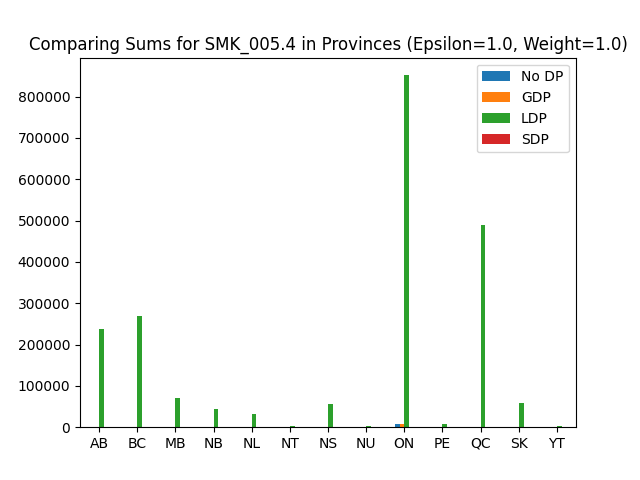 Comparing Sums for SMK_005.4 in Provinces (Epsilon=1.0, Weight=1.0)
No DP
GDP
LDP
SDP
800000
700000
600000
500000
400000
300000
200000
100000
0
AB BC MB NB NL NT NS NU ON PE QC SK YT